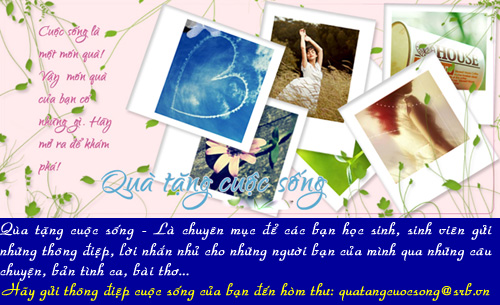 Cuộc sống là
một món quà!
Vậy món quà
của bạn có
những gì. Hãy
mở ra để khám
phá!
HOUSE
Quà tặng cuộc sống
Qùa tặng cuộc sống - Là chuyên mục để các bạn học sinh, sinh viên gửi
những thông điệp, lời nhắn nhủ cho những người bạn của mình qua những câu
chuyện, bản tình ca, bài thơ...
Hãy gửi thông điệp cuộc sống của bạn đến hòm thư: quatangcuocsong@srb.vn